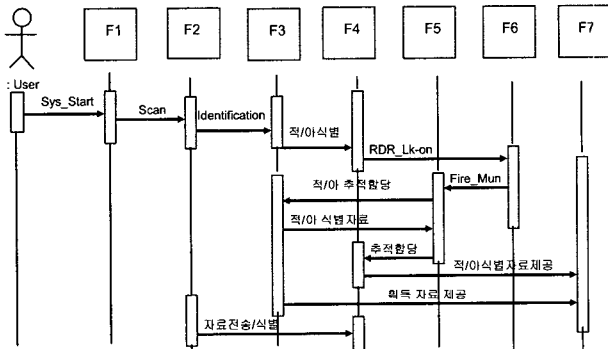 F1 F2 F3 F4 F5 F6 F7
: User
Sys_Start
Scan
Identification
적/아식별
RDR_Lk-on
적/아 추적할당
Fire_Mun
적/아 식별자료
추적할당
적/아식별자료제공
획득 자료 제공
자료전송/식별